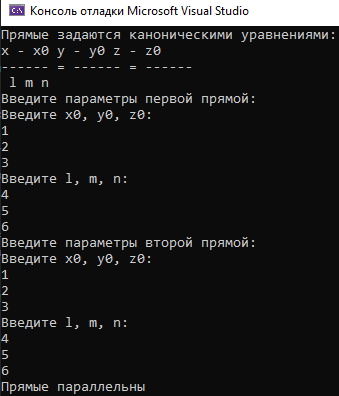 Консоль отладки Microsoft Visual Studio
Прямые задаются каноническими уравнениями:
x - x0 y - y0 z - z0
------ = ------ = ------
l m n
Введите параметры первой прямой:
Введите x0, y0, z0:
1
2
3
Введите l, m, n:
4
5
6
Введите параметры второй прямой:
Введите x0, y0, z0:
1
2
3
Введите l, m, n:
4
5
6
Прямые параллельны